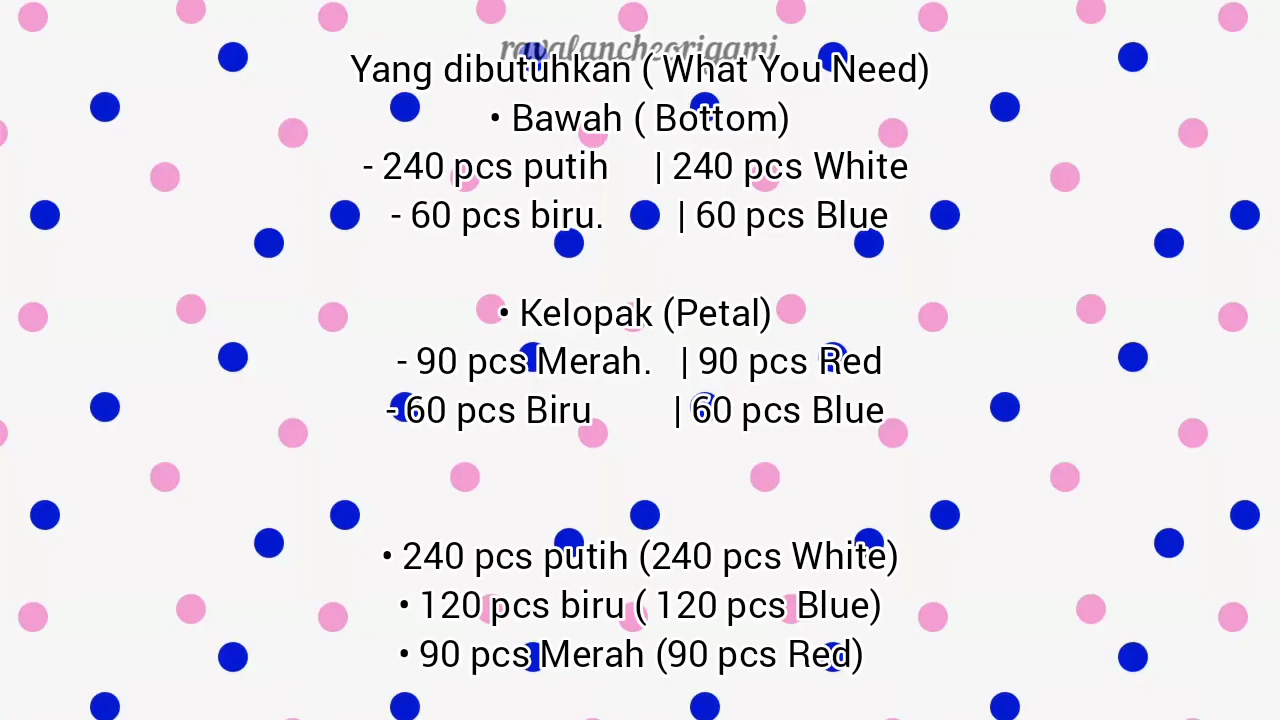 ravalancheorigami
Yang dibutuhkan ( What You Need)
• Bawah ( Bottom)
- 240 pcs putih | 240 pcs White
- 60 pcs biru. | 60 pcs Blue
• Kelopak (Petal)
- 90 pcs Merah. | 90 pcs Red
- 60 pcs Biru | 60 pcs Blue
• 240 pcs putih (240 pcs White)
• 120 pcs biru ( 120 pcs Blue)
• 90 pcs Merah (90 pcs Red)